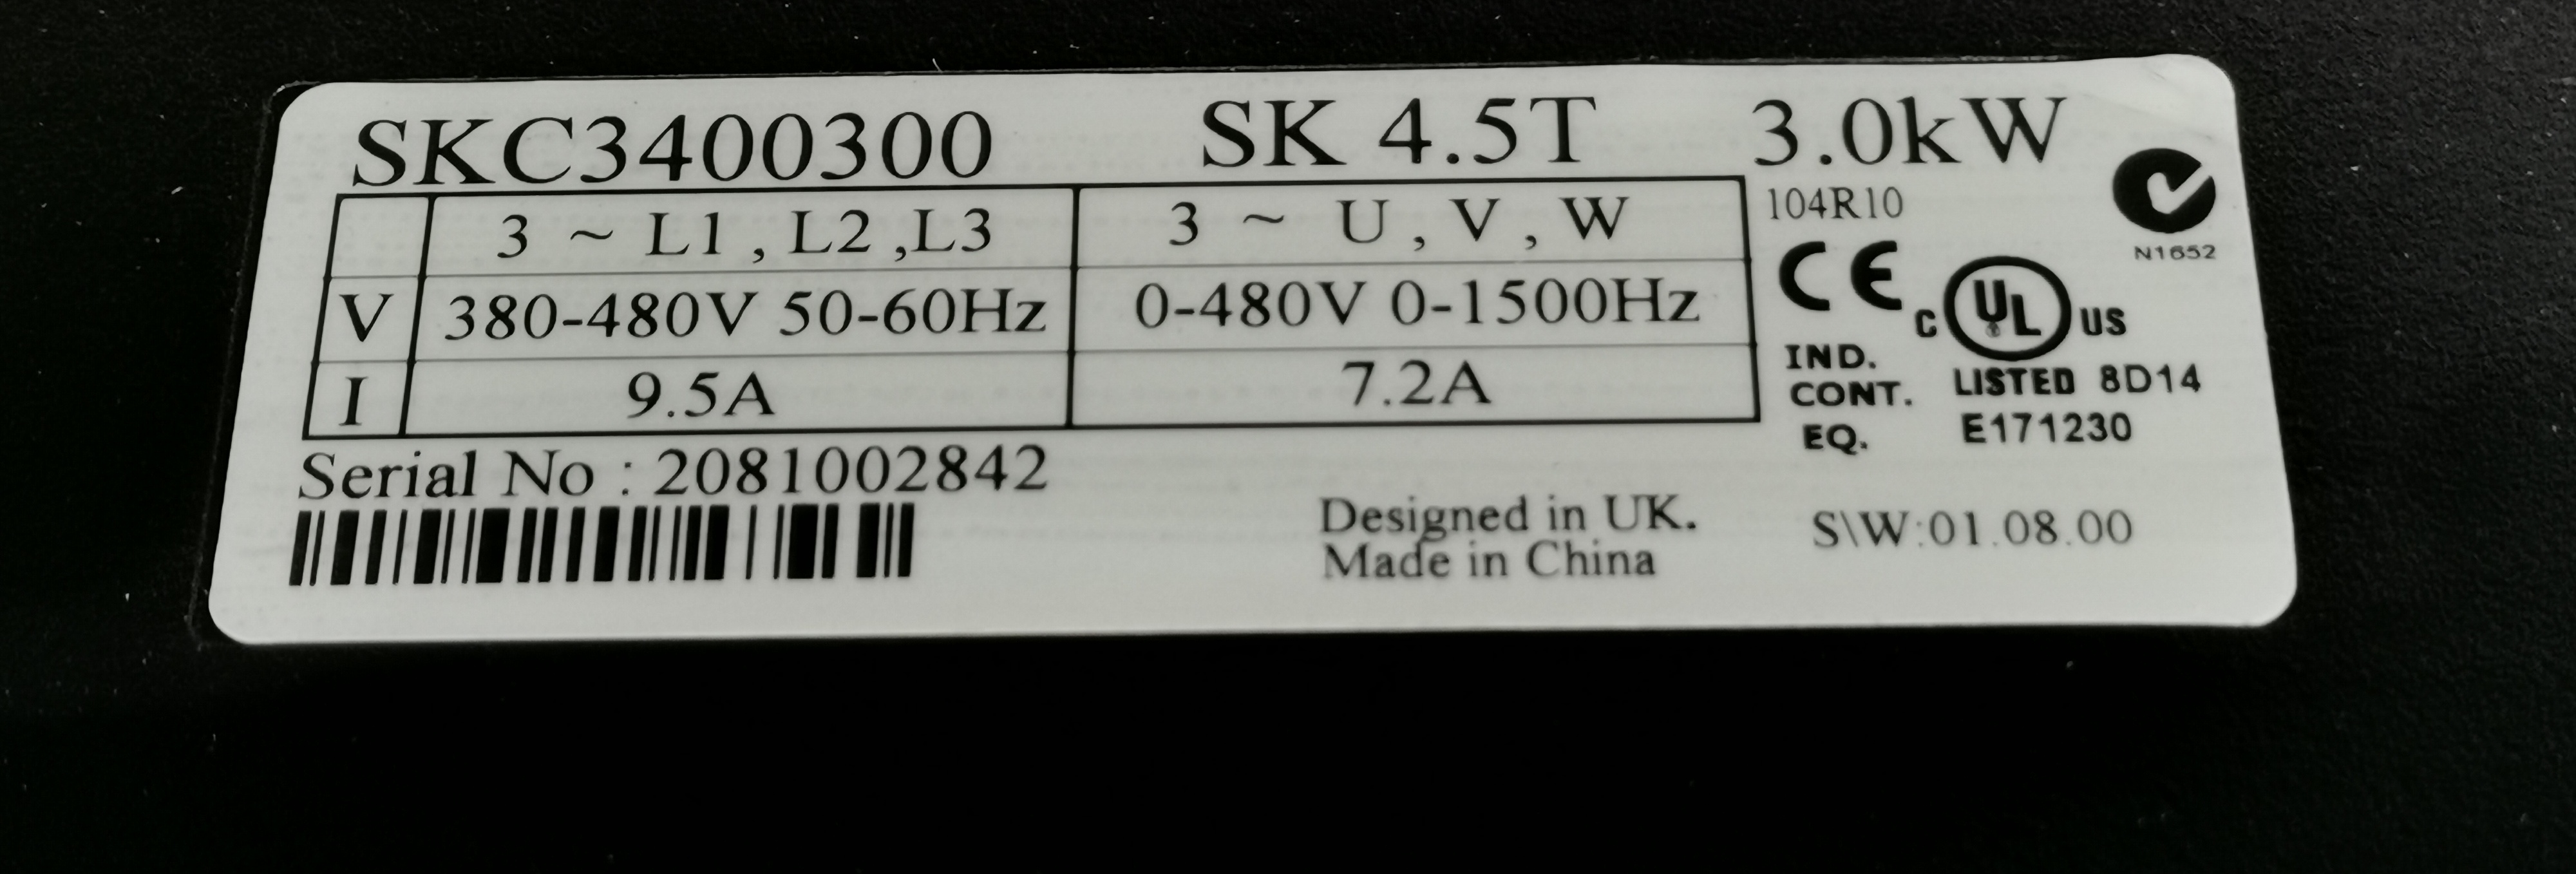 SKC3400300 SK 4.5T 3.0kW
3 ~ L1 , L2 ,L3 3 ~ U , V , W
104R10
N1652
V 380-480V 50-60Hz 0-480V 0-1500Hz
CE c UL US
I 9.5A 7.2A
IND.
CONT.
EQ.
LISTED 8D14
E171230
Serial No : 2081002842
Designed in UK.
Made in China
S\W:01.08.00